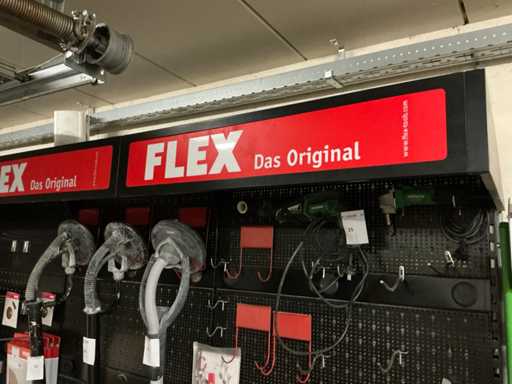 EX Das Original
FLEX Das Original
www.flex-tools.com